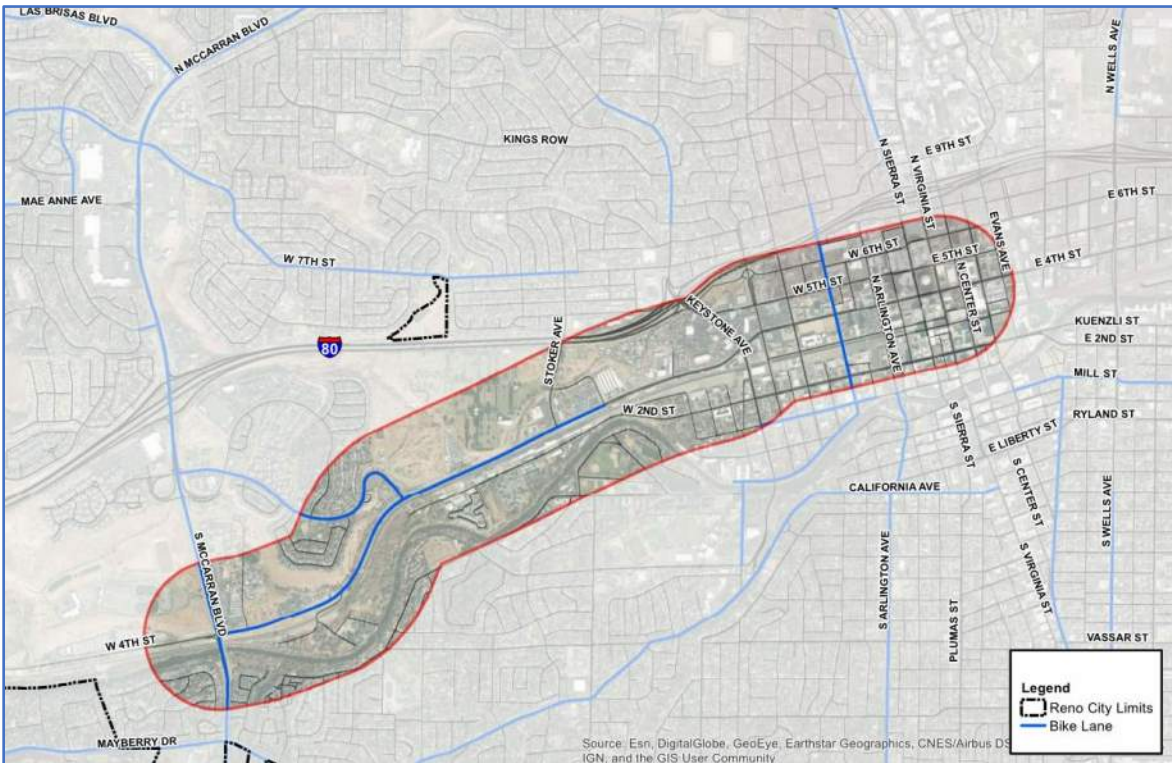 LAS BRISAS BLVD
N MCCARRAN BLVD
N WELLS AVE
KINGS ROW
E 9TH ST
N SIERRA ST
N VIRGINIA ST
E 6TH ST
MAE ANNE AVE
EVANS AVE
W 7TH ST
W 6TH ST
E 5TH ST
E 4TH ST
W 5TH ST
N ARLINGTON AVE
N CENTER ST
KEYSTONE AVE
KUENZLI ST
E 2ND ST
80
STOKER AVE
MILL ST
W 2ND ST
RYLAND ST
S SIERRA ST
E LIBERTY ST
CALIFORNIA AVE
S CENTER ST
S WELLS AVE
S MCCARRAN BLVD
S ARLINGTON AVE
S VIRGINIA ST
PLUMAS ST
W 4TH ST
VASSAR ST
Legend
Reno City Limits
Bike Lane
MAYBERRY DR
Source: Esri, DigitalGlobe, GeoEye, Earthstar Geographics, CNES/Airbus DS
IGN, and the GIS User Community